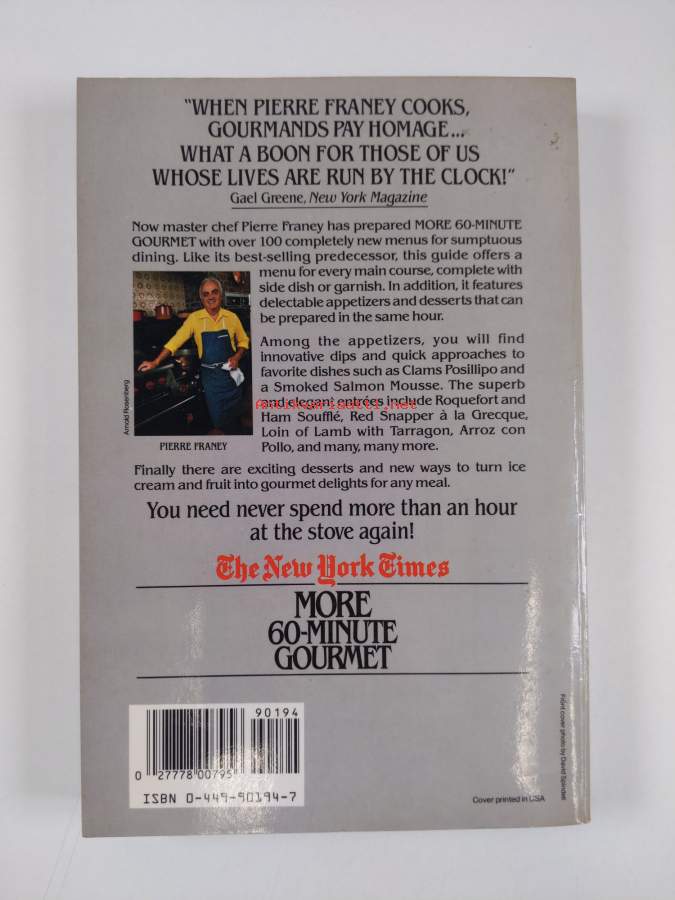 "WHEN PIERRE FRANEY COOKS,
GOURMANDS PAY HOMAGE...
WHAT A BOON FOR THOSE OF US
WHOSE LIVES ARE RUN BY THE CLOCK!"
Gael Greene, New York Magazine
Now master chef Pierre Franey has prepared MORE 60-MINUTE
GOURMET with over 100 completely new menus for sumptuous
dining. Like its best-selling predecessor, this guide offers a
menu for every main course, complete with
side dish or garnish. In addition, it features
delectable appetizers and desserts that can
be prepared in the same hour.
Among the appetizers, you will find
innovative dips and quick approaches to
favorite dishes such as Clams Posillipo and
a Smoked Salmon Mousse. The superb
and elegant entrées include Roquefort and
Ham Soufflé, Red Snapper à la Grecque,
Loin of Lamb with Tarragon, Arroz con
Pollo, and many, many more.
Arnold Rosenberg
PIERRE FRANEY
Finally there are exciting desserts and new ways to turn ice
cream and fruit into gourmet delights for any meal.
You need never spend more than an hour
at the stove again!
The New York Times
MORE
60-MINUTE
GOURMET
90194
0 27778 00795
ISBN 0-449-90194-7
Cover printed in USA
Front cover photo by David Spindel
Antikvariaatti.net